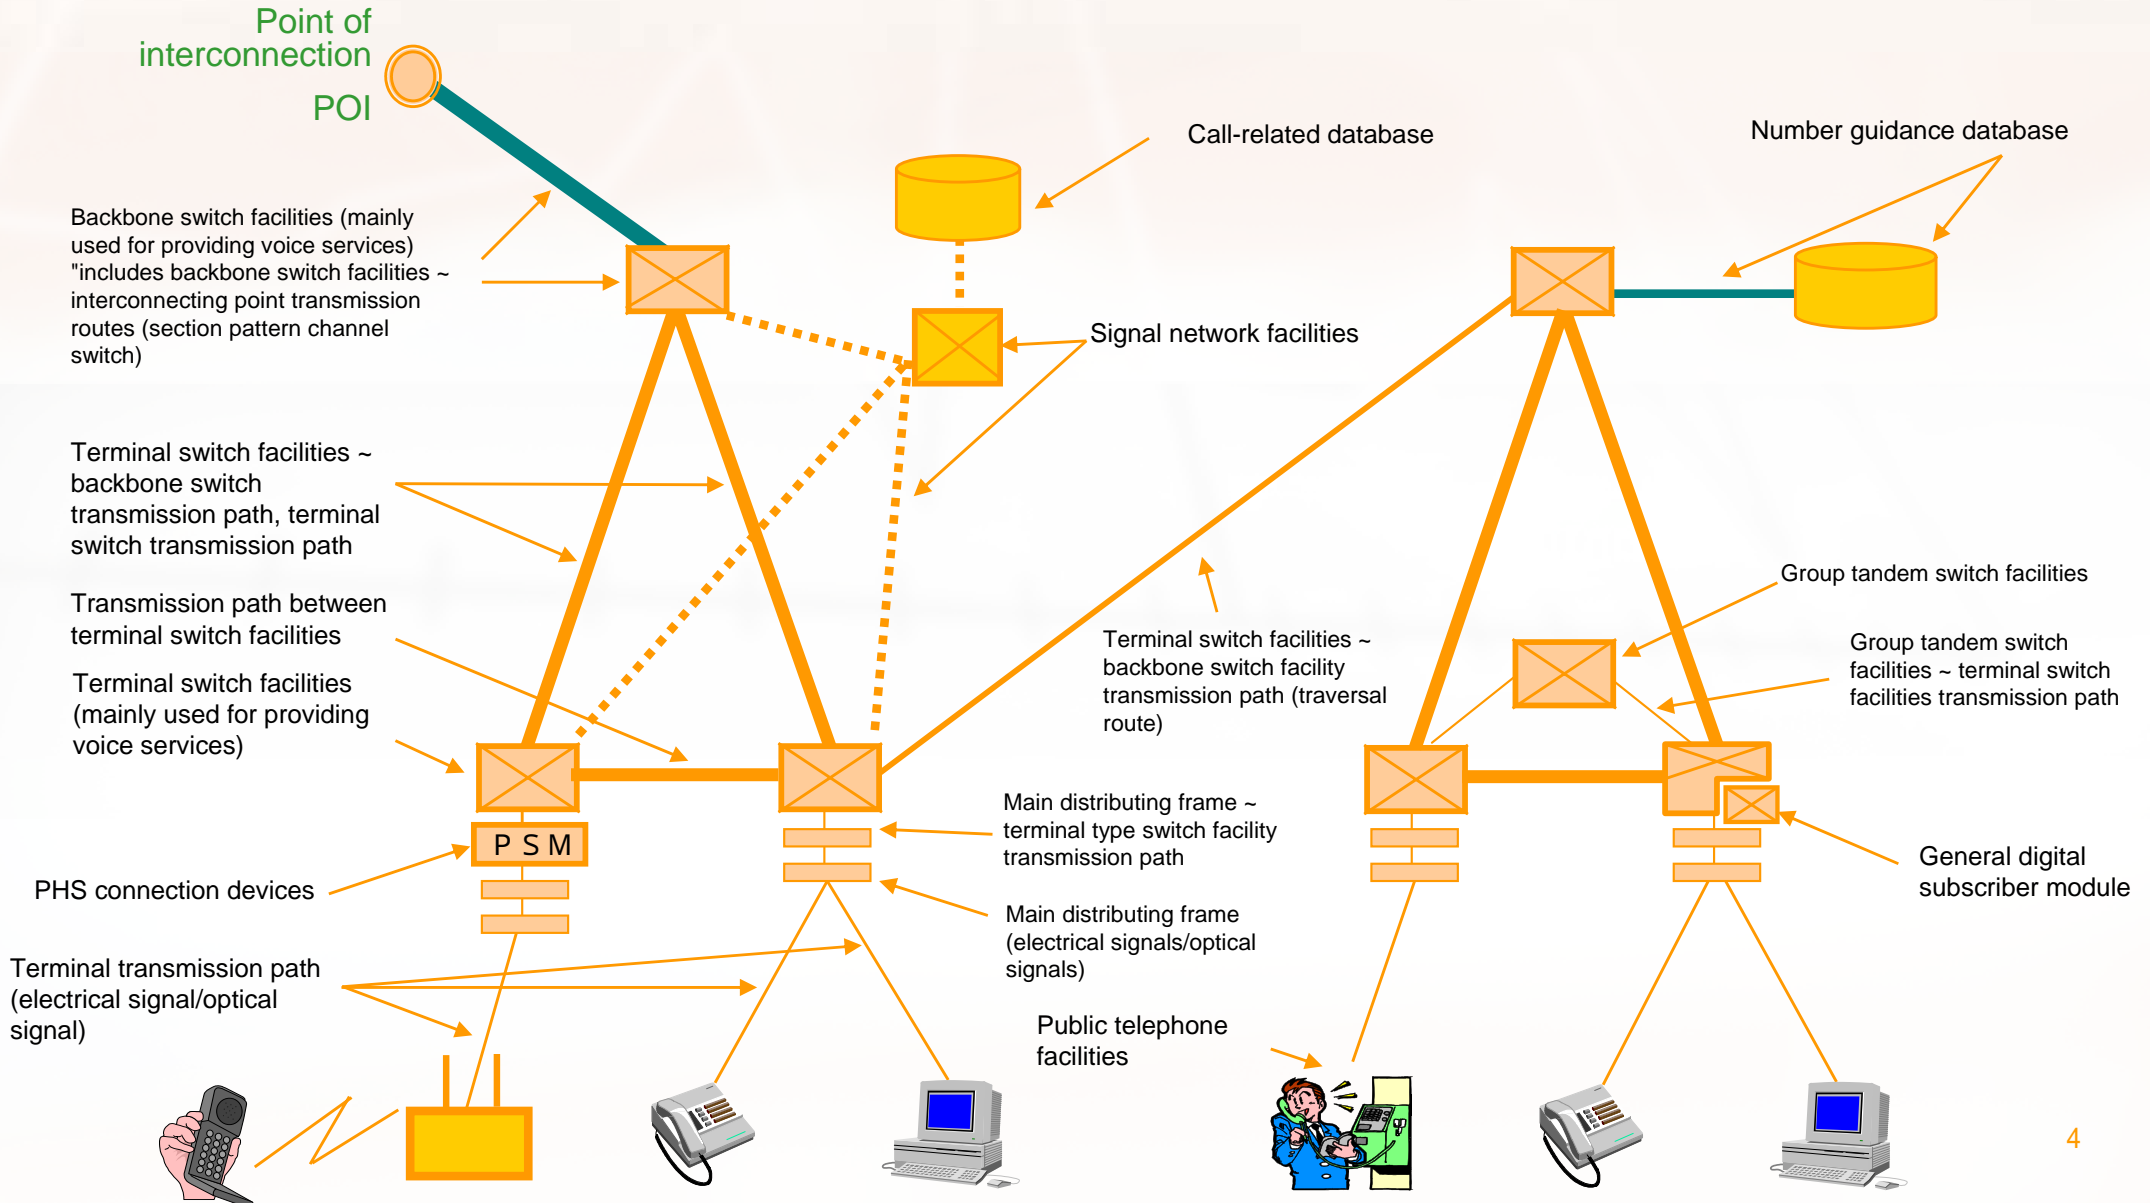 Point of
interconnection
POI
Call-related database
Number guidance database
Backbone switch facilities (mainly
used for providing voice services)
"includes backbone switch facilities ~
interconnecting point transmission
routes (section pattern channel
switch)
Signal network facilities
Terminal switch facilities ~
backbone switch
transmission path, terminal
switch transmission path
Transmission path between
terminal switch facilities
Terminal switch facilities
(mainly used for providing
voice services)
Group tandem switch facilities
Terminal switch facilities ~
backbone switch facility
transmission path (traversal
route)
Group tandem switch
facilities ~ terminal switch
facilities transmission path
Main distributing frame ~
terminal type switch facility
transmission path
P S M
PHS connection devices
General digital
subscriber module
Main distributing frame
(electrical signals/optical
signals)
Terminal transmission path
(electrical signal/optical
signal)
Public telephone
facilities
4